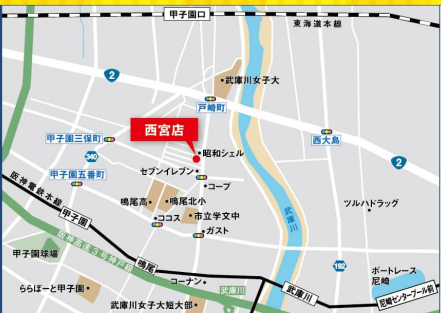 甲子園口
東海道本線
2
武庫川女子大
戸崎町
西宮店
甲子園三保町
昭和シェル
西大島
2
340
セブンイレブン
甲子園五番町
コープ
阪神電鉄本線
甲子園
鳴尾高
鳴尾北小
ココス
市立学文中
ツルハドラッグ
武庫川
ガスト
阪神高速3号神戸線
甲子園球場
鳴尾
コーナン
武庫川
182
ボートレース
尼崎
ららぽーと甲子園
武庫川
尼崎センタープール前
武庫川女子大短大部